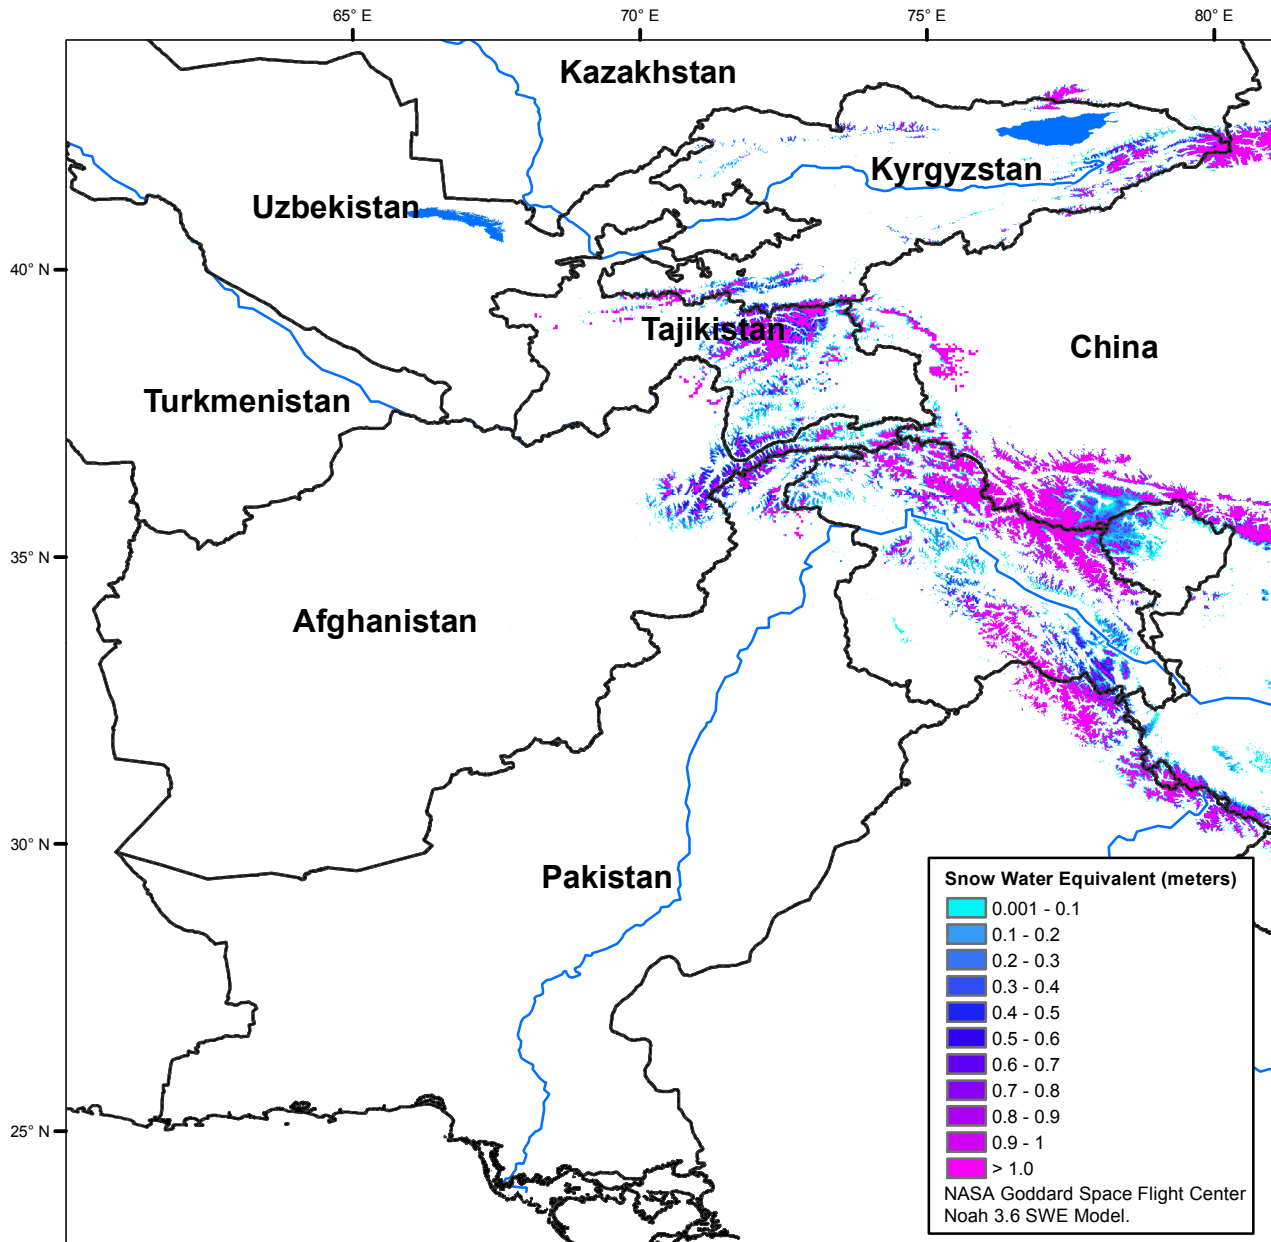 65° E
70° E
75° E
80° E
Kazakhstan
Kyrgyzstan
Uzbekistan
40° N
Tajikistan
China
Turkmenistan
35° N
Afghanistan
30° N
Pakistan
25° N
Snow Water Equivalent (meters)
0.001 - 0.1
0.1 - 0.2
0.2 - 0.3
0.3 - 0.4
0.4 - 0.5
0.5 - 0.6
0.6 - 0.7
0.7 - 0.8
0.8 - 0.9
0.9 - 1
> 1.0
NASA Goddard Space Flight Center
Noah 3.6 SWE Model.